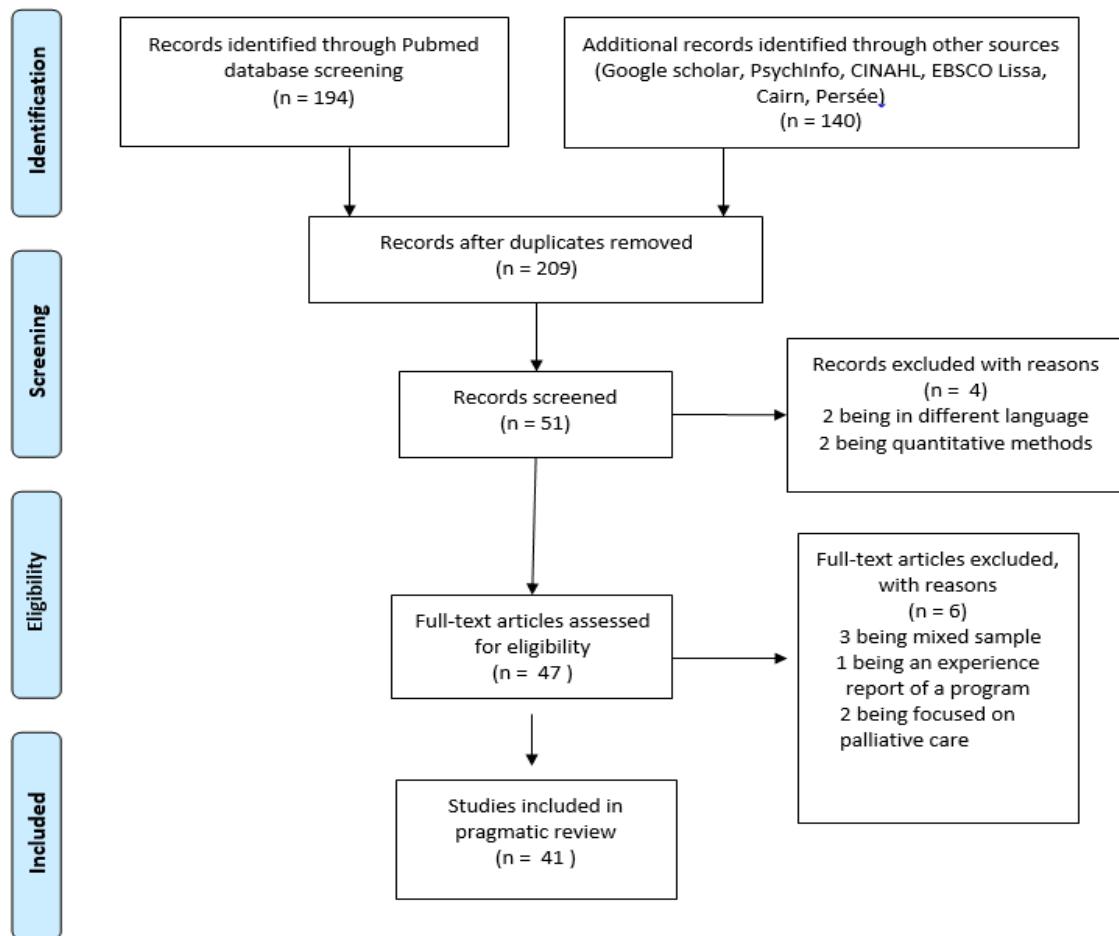 Identification
Records identified through Pubmed
database screening
(n = 194)
Additional records identified through other sources
(Google scholar, PsychInfo, CINAHL, EBSCO Lissa,
Cairn, Persée)
(n = 140)
Records after duplicates removed
(n = 209)
Screening
Records screened
(n = 51)
Records excluded with reasons
(n = 4)
2 being in different language
2 being quantitative methods
Eligibility
Full-text articles assessed
for eligibility
(n = 47 )
Full-text articles excluded,
with reasons
(n = 6)
3 being mixed sample
1 being an experience
report of a program
2 being focused on
palliative care
Included
Studies included in
pragmatic review
(n = 41 )